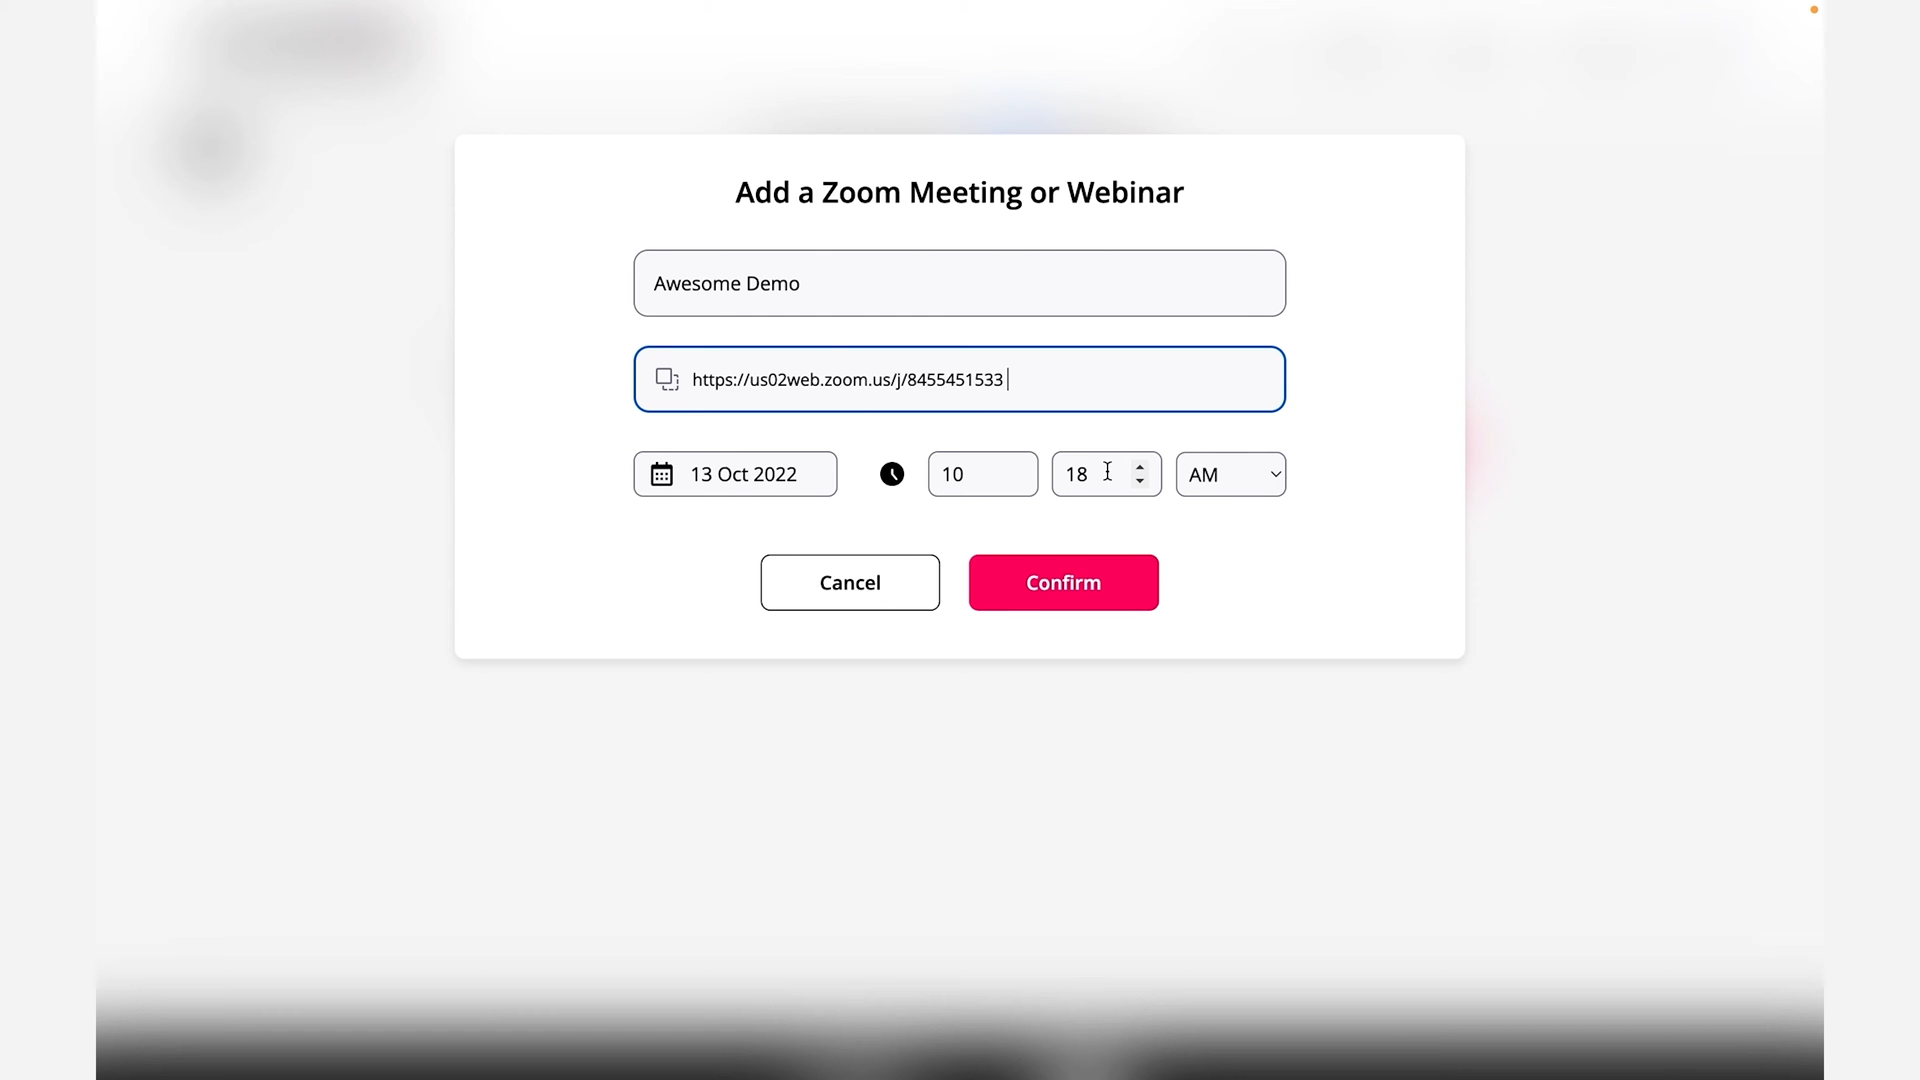 Add a Zoom Meeting or Webinar
Awesome Demo
https://us02web.zoom.us/j/8455451533
13 Oct 2022 10 18 AM
Cancel Confirm